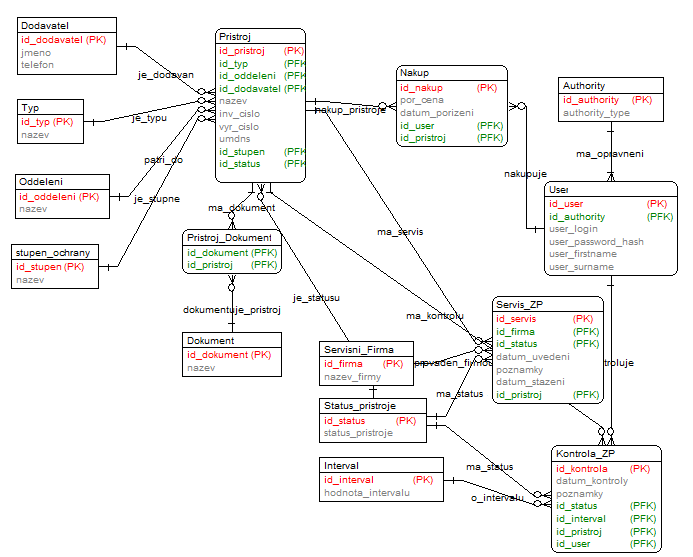 Dodavatel
id_dodavatel (PK)
jmeno
telefon
je_dodavan
Typ
id_typ (PK)
nazev
je_typu
patri_do
Oddeleni
id_oddeleni (PK)
nazev
je_stupne
stupen_ochrany
id_stupen (PK)
nazev
Pristroj
id_pristroj (PK)
id_typ (PFK
id_oddeleni (PFK
id_dodavatel (PFK
nazev
inv_cislo
vyr_cislo
umdns
id_stupen (PFK
id_status (PFK
nakup_pristroje
Nakup
id_nakup (PK)
por_cena
datum_porizeni
id_user (PFK)
id_pristroj (PFK)
Authority
id_authority (PK)
authority_type
ma_opravneni
nakupuje
User
id_user (PK)
id_authority (PFK)
user_login
user_password_hash
user_firstname
user_surname
ma_dokument
Pristroj_Dokument
id_dokument (PFK)
id_pristroj (PFK)
dokumentuje_pristroj
Dokument
id_dokument (PK)
nazev
ma_servis
je_statusu
ma_kontrolu
Servis_ZP
id_servis (PK)
id_firma (PFK)
id_status (PFK)
datum_uvedeni
poznamky
datum_stazeni
id_pristroj (PFK)
Servisni_Firma
id_firma (PK)
nazev_firmy
troluje
ma_status
Status_pristroje
id_status (PK)
status_pristroje
ma_status
Interval
id_interval (PK)
hodnota_intervalu
o_intervalu
Kontrola_ZP
id_kontrola (PK)
datum_kontroly
poznamky
id_status (PFK)
id_interval (PFK)
id_pristroj (PFK)
id_user (PFK)